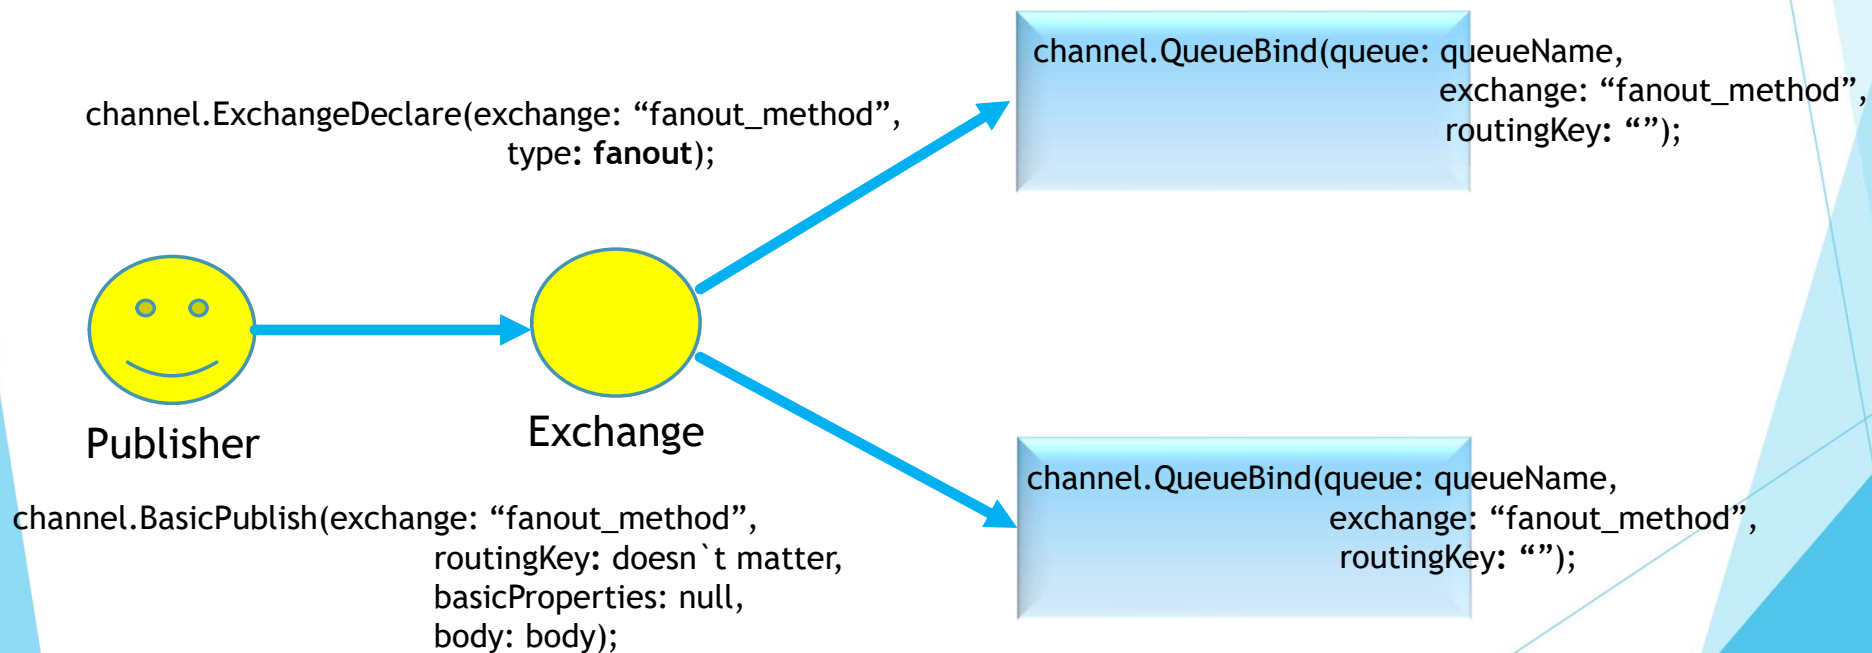 channel.ExchangeDeclare(exchange: “fanout_method”,
type: fanout);
Publisher
Exchange
channel.BasicPublish(exchange: “fanout_method”,
routingKey: doesn`t matter,
basicProperties: null,
body: body);
channel.QueueBind(queue: queueName,
exchange: “fanout_method”,
routingKey: “”);
channel.QueueBind(queue: queueName,
exchange: “fanout_method”,
routingKey: “”);